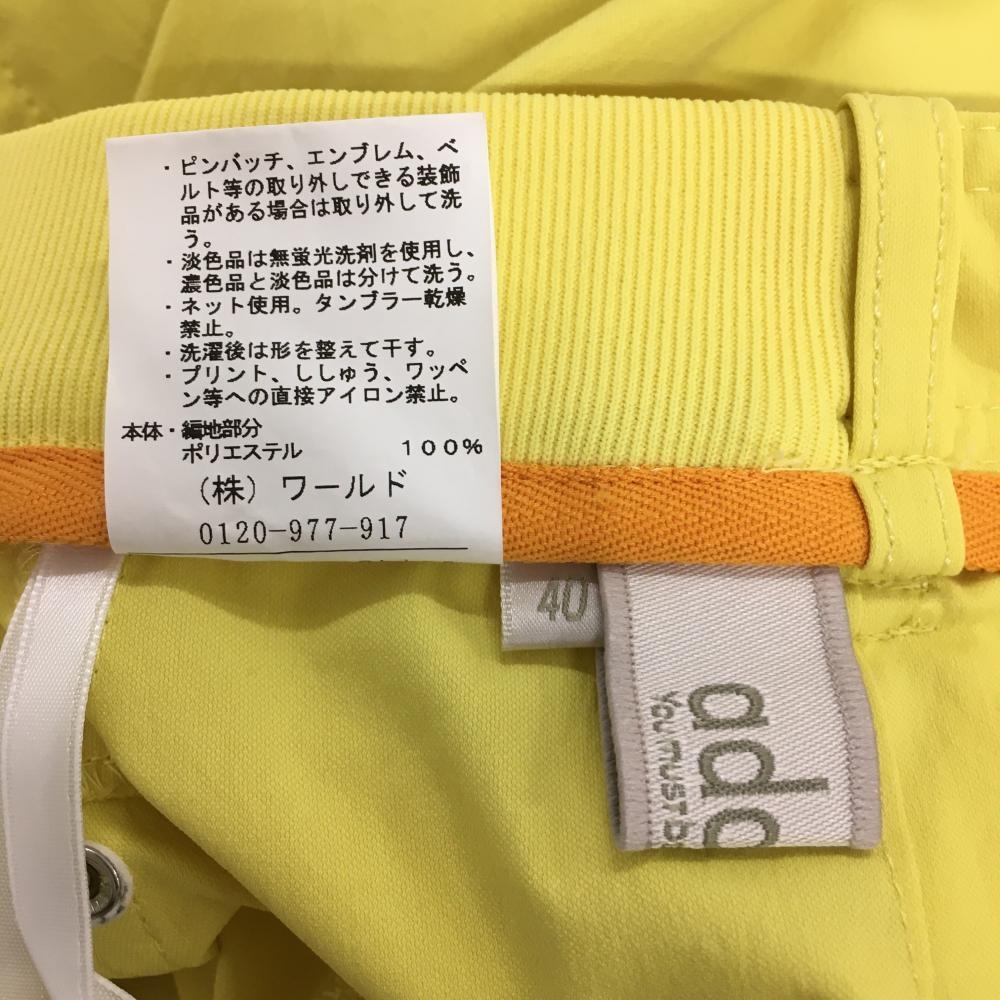 ・ピンバッチ、エンブレム、ベ
ルト等の取り外しできる装飾
品がある場合は取り外して洗
う。
・淡色品は無蛍光洗剤を使用し、
濃色品と淡色品は分けて洗う。
・ネット使用。タンブラー乾燥
禁止。
・洗濯後は形を整えて干す。
・プリント、ししゅう、ワッペ
ン等への直接アイロン禁止。
本体・編地部分
ポリエステル 100%
(株) ワールド
0120-977-917
40
ada
YOU MUST